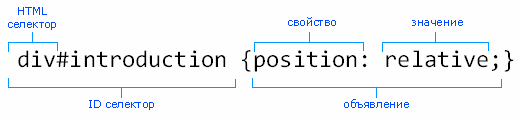 HTML
селектор
свойство
значение
div#introduction {position: relative;}
ID селектор
объявление